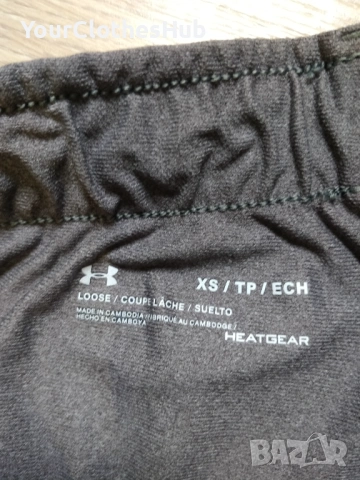 YourClothesHub
XS / TP / ECH
LOOSE / COUPE LÂCHE / SUELTO
MADE IN CAMBODIA / FABRIQUÉ AU CAMBODGE /
HECHO EN CAMBOYA
HEATGEAR
BAZAR
bg